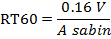 RT60 = 0.16 V / A sabin